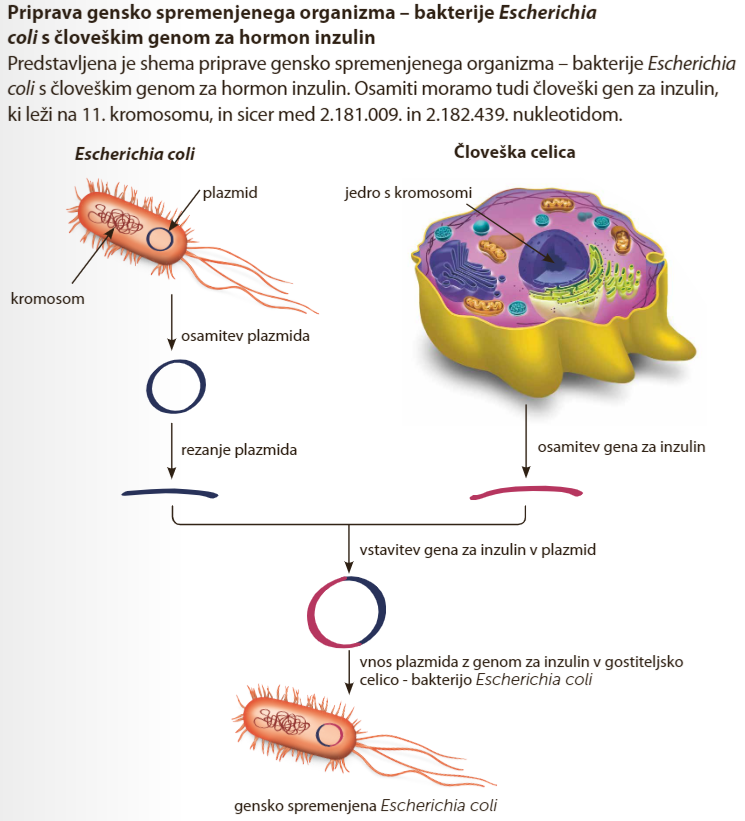 Priprava gensko spremenjenega organizma – bakterije Escherichia
coli s človeškim genom za hormon inzulin
Predstavljena je shema priprave gensko spremenjenega organizma – bakterije Escherichia
coli s človeškim genom za hormon inzulin. Osamiti moramo tudi človeški gen za inzulin,
ki leži na 11. kromosomu, in sicer med 2.181.009. in 2.182.439. nukleotidom.
Escherichia coli
Človeška celica
plazmid
jedro s kromosomi
kromosom
osamitev plazmida
rezanje plazmida
osamitev gena za inzulin
vstavitev gena za inzulin v plazmid
vnos plazmida z genom za inzulin v gostiteljsko
celico - bakterijo Escherichia coli
gensko spremenjena Escherichia coli